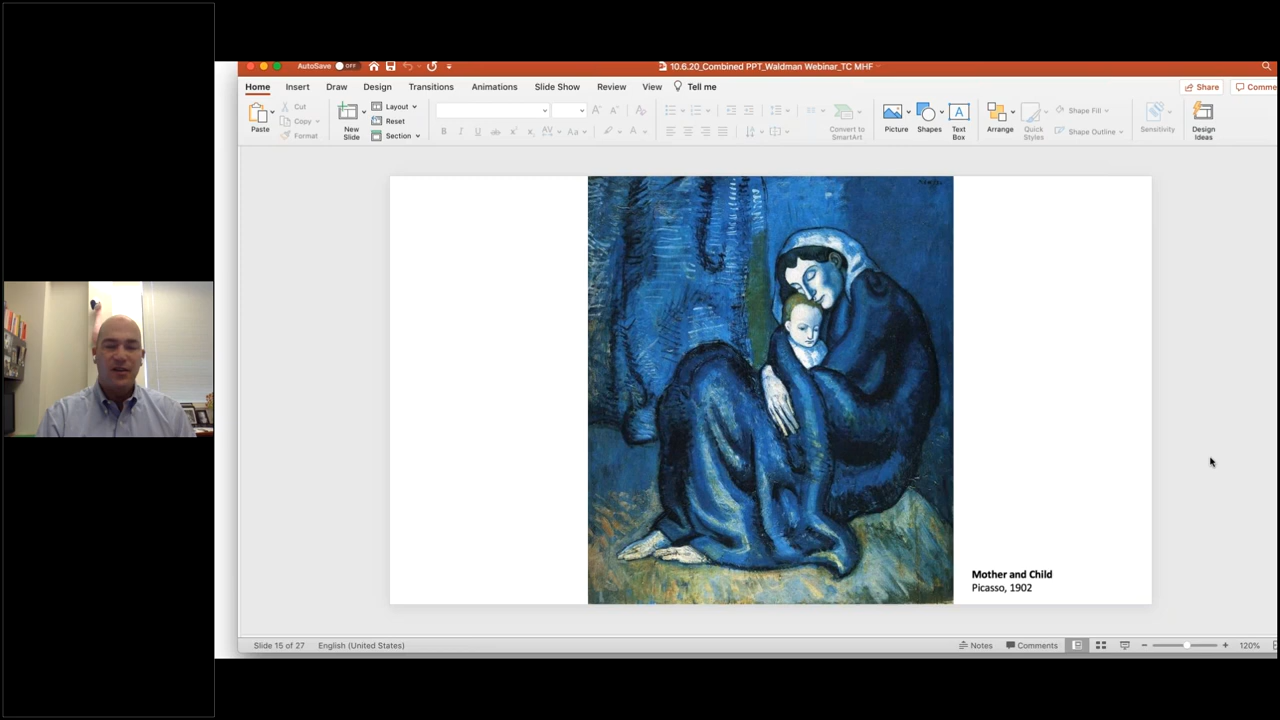 AutoSave OFF
10.6.20_Combined PPT_Waldman Webinar_TC MHF
Home Insert Draw Design Transitions Animations Slide Show Review View Tell me
Share
Comme
Paste
Cut
Copy
Format
New
Slide
Layout
Reset
Section
B I U
Convert to
SmartArt
Picture
Shapes
Text
Box
Arrange
Quick
Styles
Shape Fill
Shape Outline
Sensitivity
Design
Ideas
Mother and Child
Picasso, 1902
Slide 15 of 27 English (United States)
Notes Comments
120%